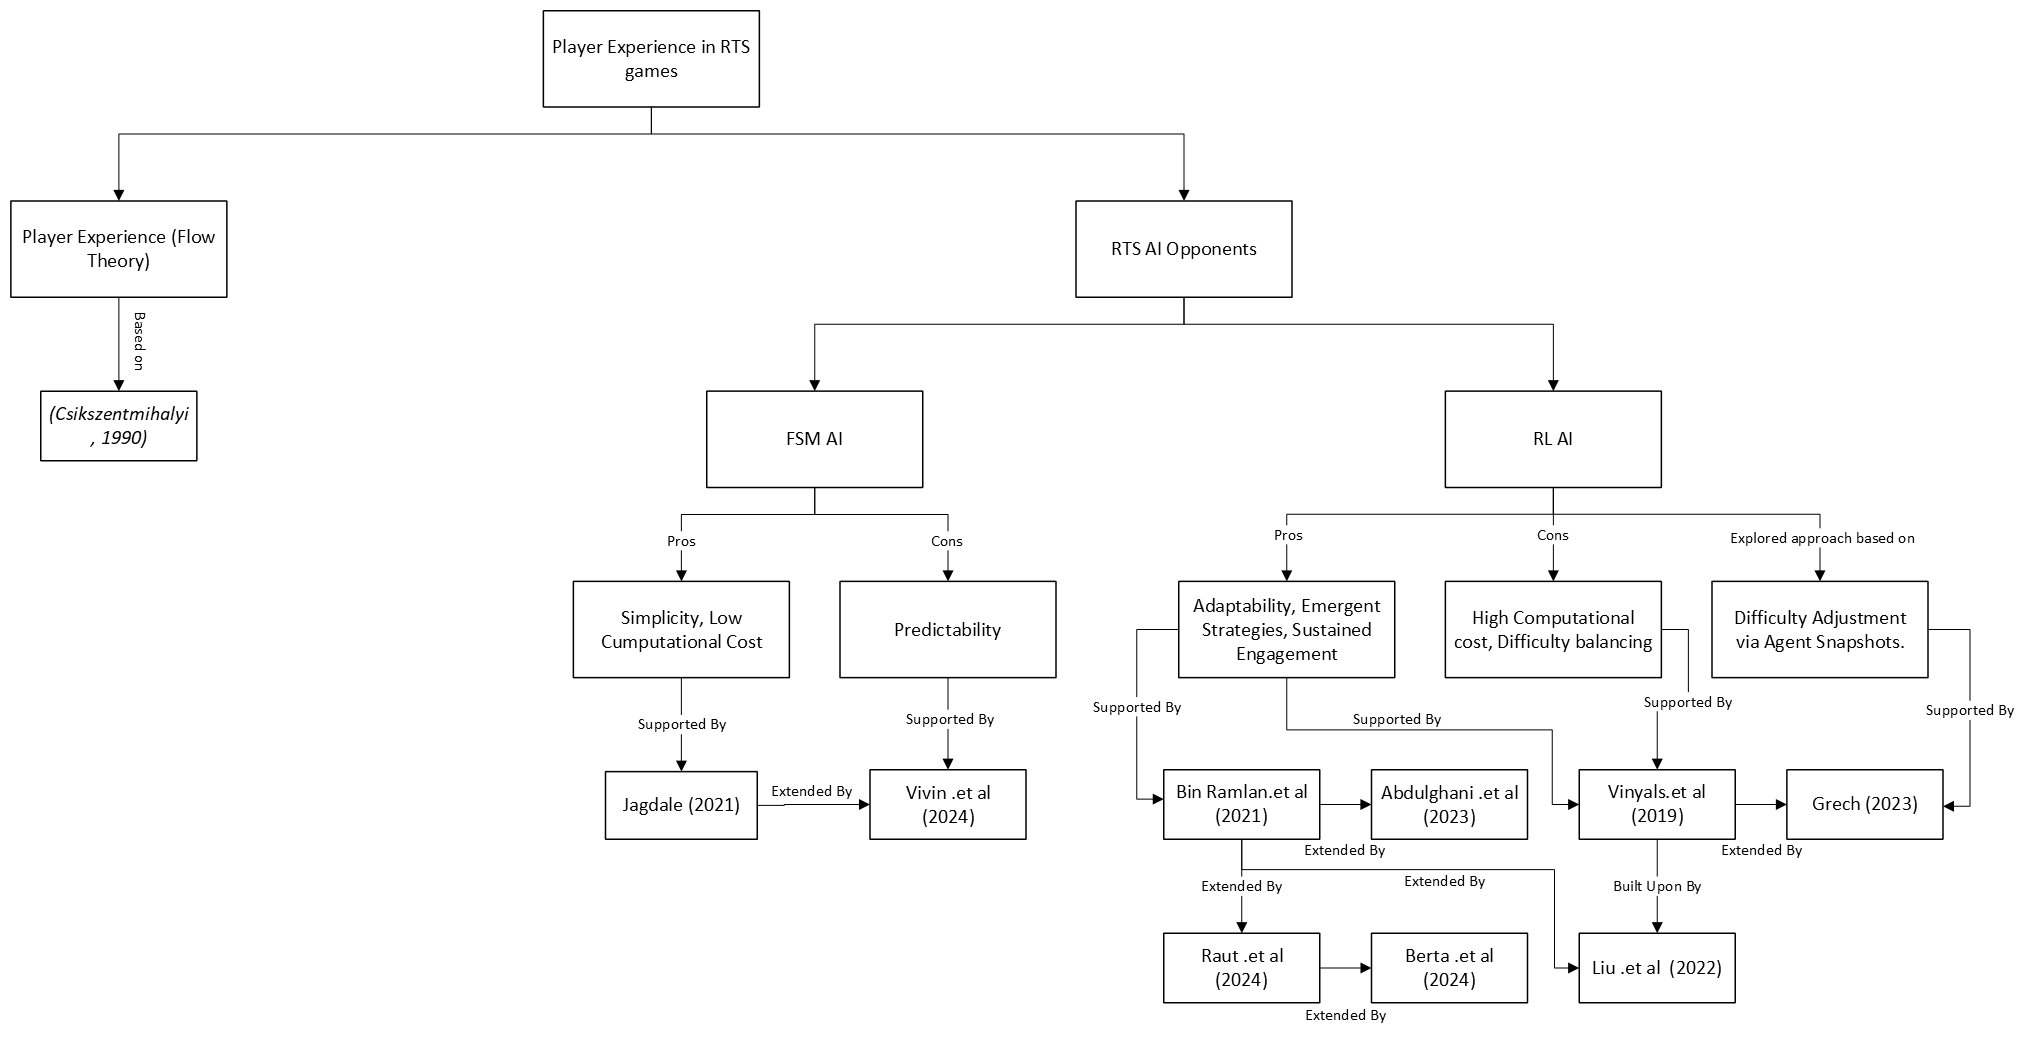 Player Experience in RTS
games
Player Experience (Flow
Theory)
RTS AI Opponents
Based on
(Csikszentmihalyi
, 1990)
FSM AI
RL AI
Pros
Cons
Pros
Cons
Explored approach based on
Simplicity, Low
Cumputational Cost
Predictability
Adaptability, Emergent
Strategies, Sustained
Engagement
High Computational
cost, Difficulty balancing
Difficulty Adjustment
via Agent Snapshots.
Supported By
Supported By
Supported By
Supported By
Supported By
Supported By
Jagdale (2021)
Extended By
Vivin .et al
(2024)
Bin Ramlan.et al
(2021)
Abdulghani .et al
(2023)
Vinyals.et al
(2019)
Grech (2023)
Extended By
Extended By
Extended By
Extended By
Built Upon By
Raut .et al
(2024)
Berta .et al
(2024)
Liu .et al  (2022)
Extended By